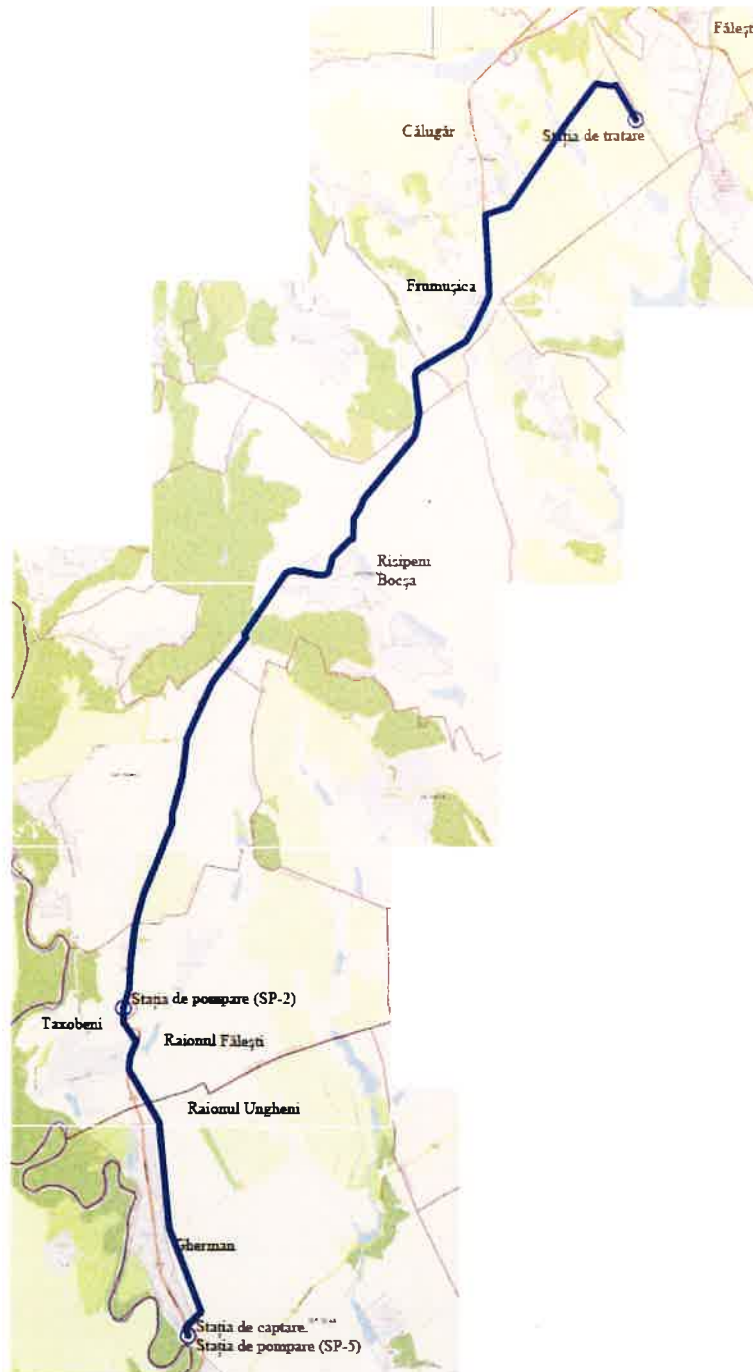 Fălești
Călugăr
Stația de tratare
Frumușica
Risipeni
Bocșa
Stația de pompare (SP-2)
Taxobeni
Raionul Fălești
Raionul Ungheni
Gherman
Stația de captare
Stația de pompare (SP-5)